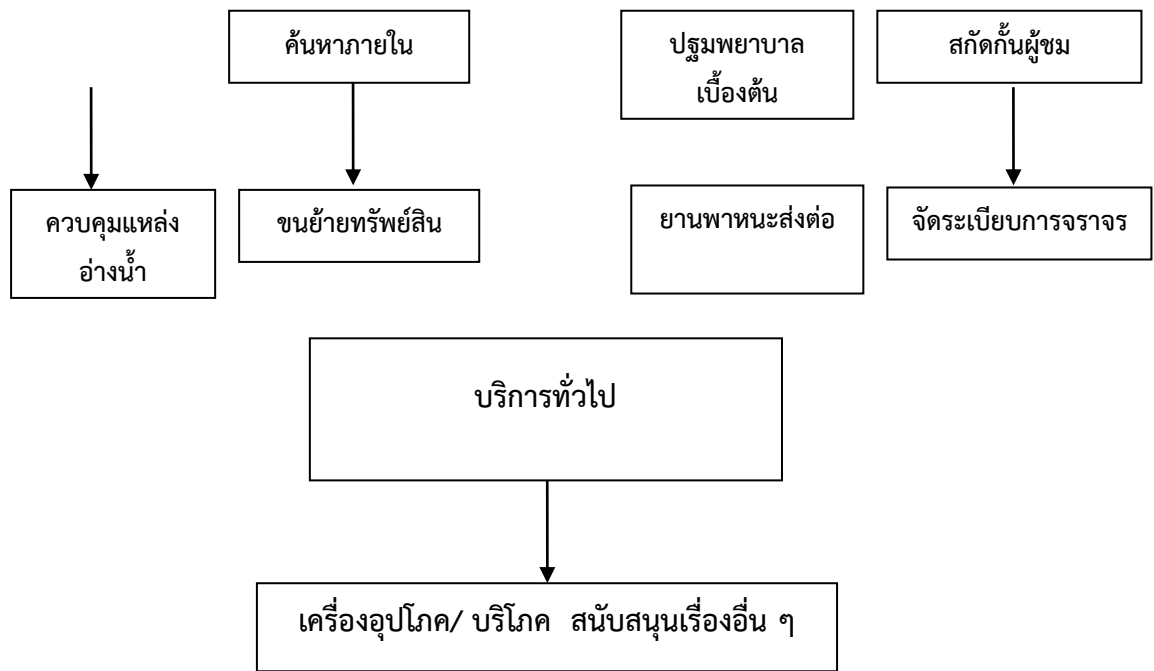 ค้นหาภายใน
ปฐมพยาบาล
เบื้องต้น
สกัดกั้นผู้ชม
ควบคุมแหล่ง
อ่างน้ำ
ขนย้ายทรัพย์สิน
ยานพาหนะส่งต่อ
จัดระเบียบการจราจร
บริการทั่วไป
เครื่องอุปโภค/ บริโภค สนับสนุนเรื่องอื่น ๆ